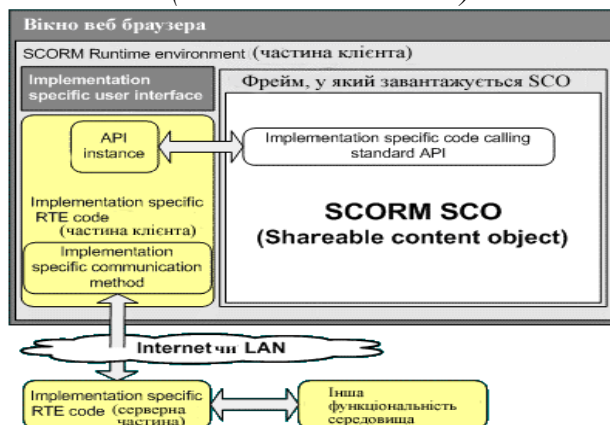 Вікно веб браузера
SCORM Runtime environment (частина клієнта)
Implementation
specific user interface
Фрейм, у який завантажується SCO
API
instance
Implementation specific code calling
standard API
Implementation specific
RTE code
(частина клієнта)
Implementation
specific communication
method
SCORM SCO
(Shareable content object)
Internet чи LAN
Implementation specific
RTE code (серверна
частина)
Інша
функціональність
середовища